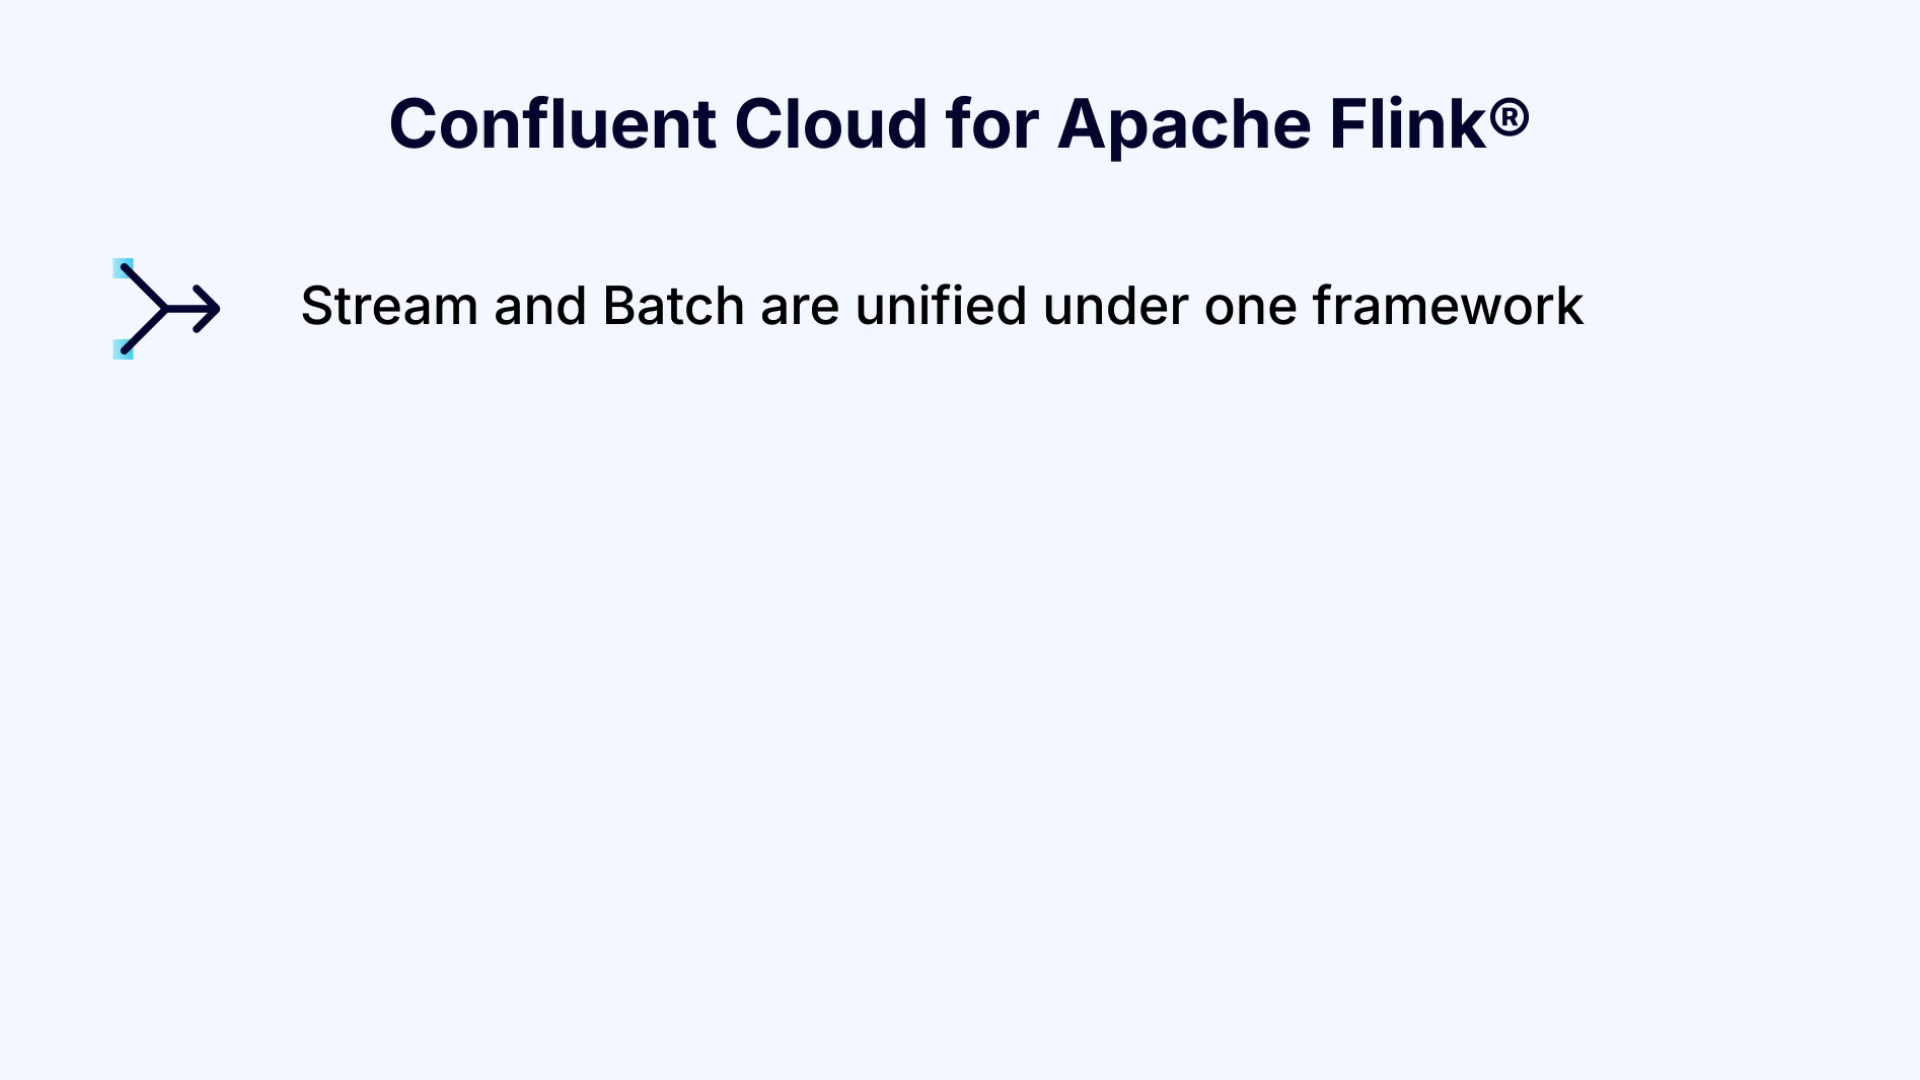 Confluent Cloud for Apache Flink®
Stream and Batch are unified under one framework